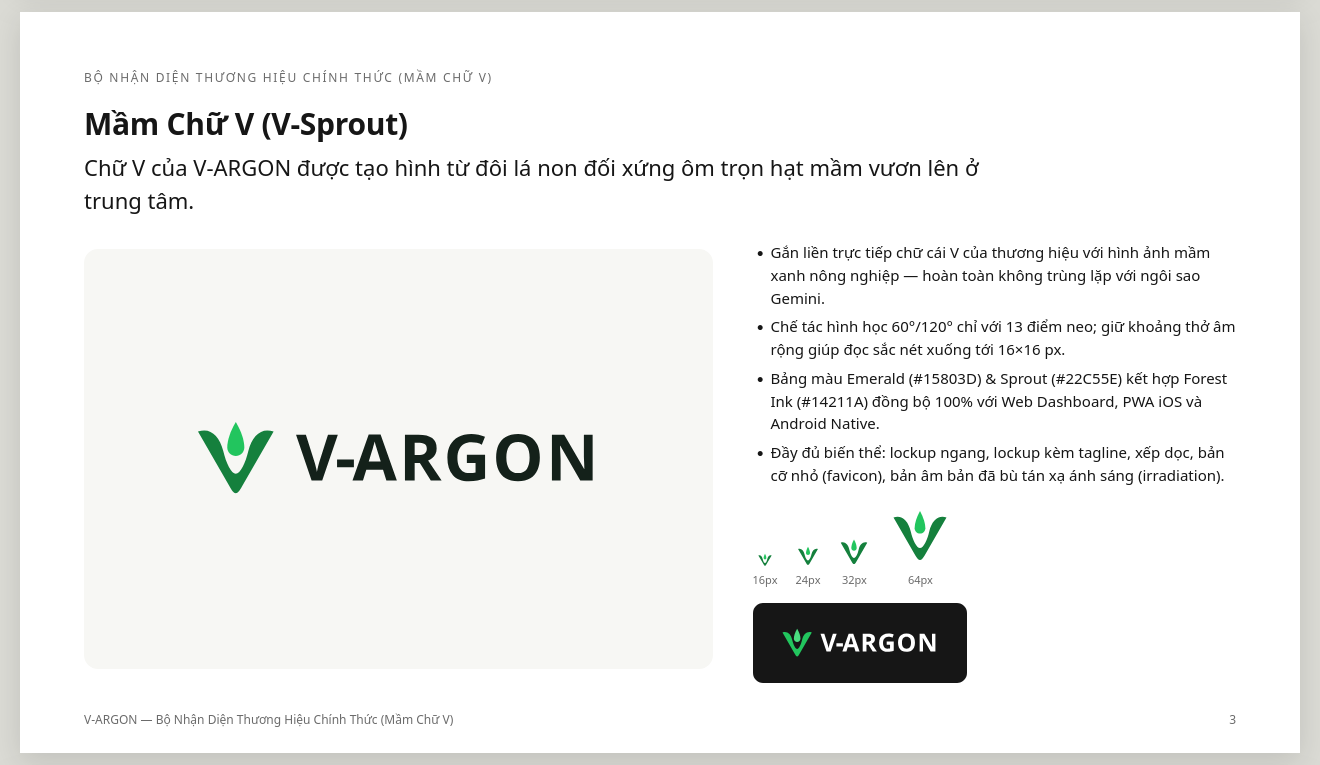 BỘ NHẬN DIỆN THƯƠNG HIỆU CHÍNH THỨC (MẦM CHỮ V)
Mầm Chữ V (V-Sprout)
Chữ V của V-ARGON được tạo hình từ đôi lá non đối xứng ôm trọn hạt mầm vươn lên ở
trung tâm.
V-ARGON
• Gắn liền trực tiếp chữ cái V của thương hiệu với hình ảnh mầm
xanh nông nghiệp — hoàn toàn không trùng lặp với ngôi sao
Gemini.
• Chế tác hình học 60°/120° chỉ với 13 điểm neo; giữ khoảng thở âm
rộng giúp đọc sắc nét xuống tới 16×16 px.
• Bảng màu Emerald (#15803D) & Sprout (#22C55E) kết hợp Forest
Ink (#14211A) đồng bộ 100% với Web Dashboard, PWA iOS và
Android Native.
• Đầy đủ biến thể: lockup ngang, lockup kèm tagline, xếp dọc, bản
cỡ nhỏ (favicon), bản âm bản đã bù tán xạ ánh sáng (irradiation).
16px 24px 32px 64px
V-ARGON
V-ARGON — Bộ Nhận Diện Thương Hiệu Chính Thức (Mầm Chữ V)
3